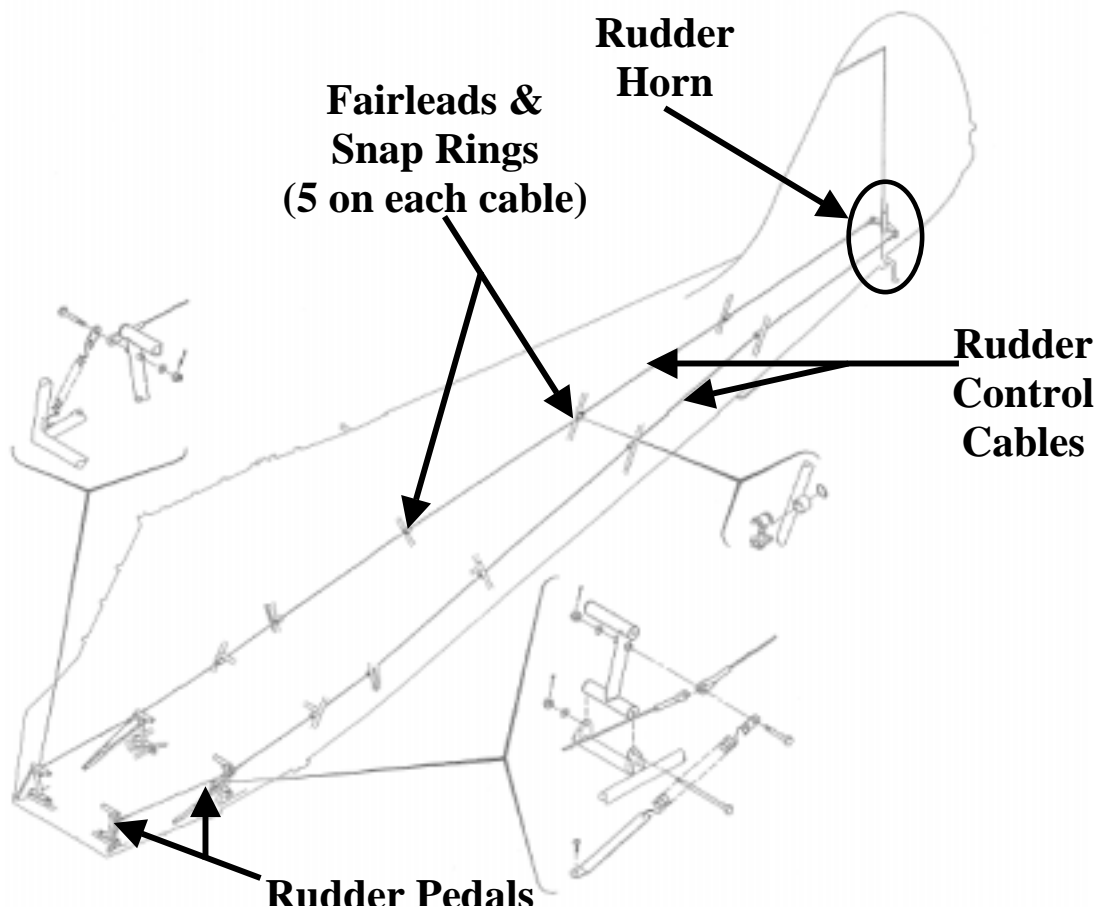 Rudder
Horn
Fairleads &
Snap Rings
(5 on each cable)
Rudder
Control
Cables
Rudder Pedals